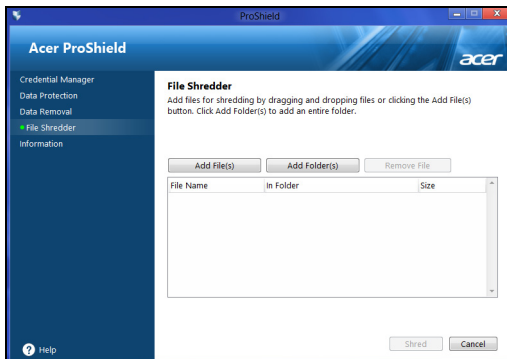 ProShield
Acer ProShield
acer
Credential Manager
Data Protection
Data Removal
File Shredder
Information
File Shredder
Add files for shredding by dragging and dropping files or clicking the Add File(s)
button. Click Add Folder(s) to add an entire folder.
Add File(s) Add Folder(s) Remove File
File Name In Folder Size
Shred Cancel
? Help